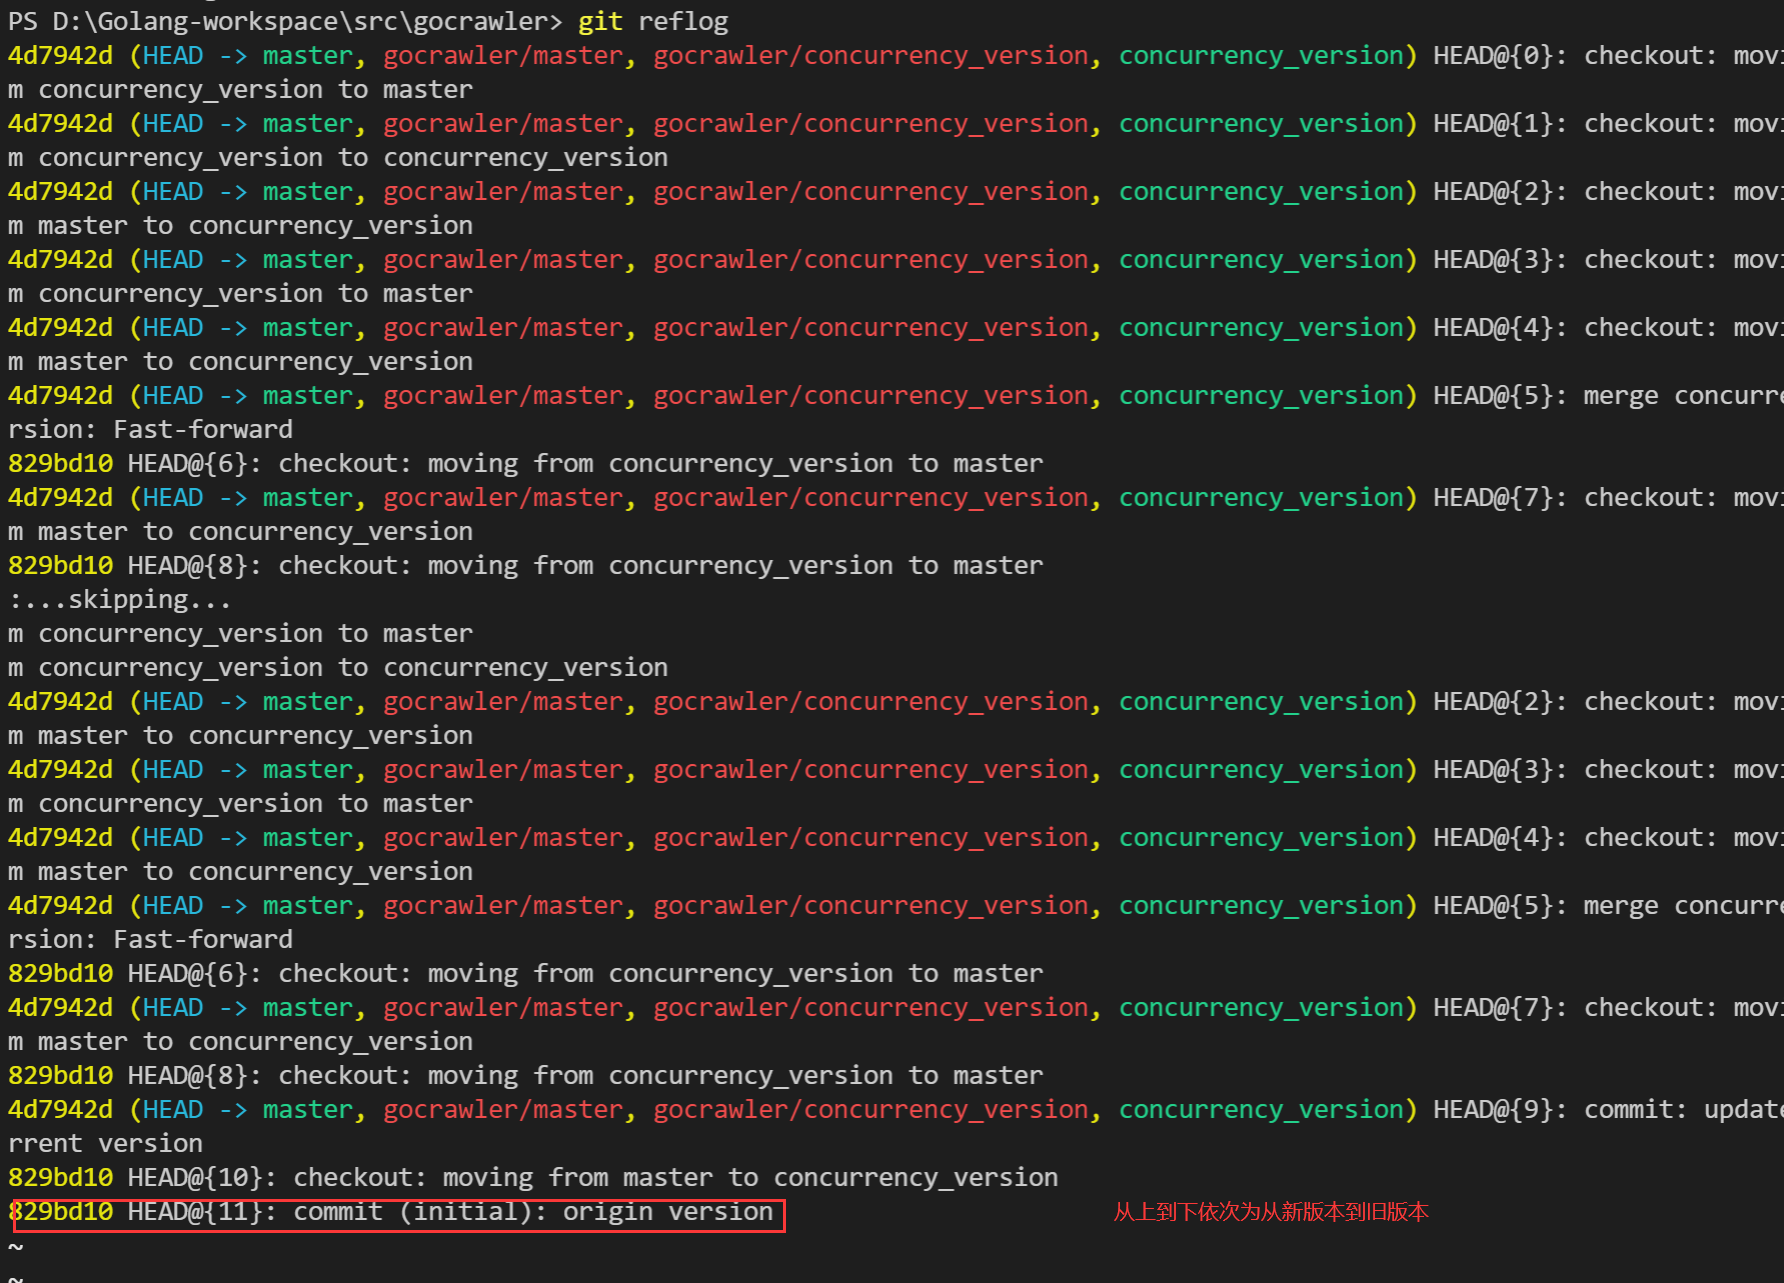 PS D:\Golang-workspace\src\gocrawler> git reflog
4d7942d (HEAD -> master, gocrawler/master, gocrawler/concurrency_version, concurrency_version) HEAD@{0}: checkout: movi
m concurrency_version to master
4d7942d (HEAD -> master, gocrawler/master, gocrawler/concurrency_version, concurrency_version) HEAD@{1}: checkout: movi
m concurrency_version to concurrency_version
4d7942d (HEAD -> master, gocrawler/master, gocrawler/concurrency_version, concurrency_version) HEAD@{2}: checkout: movi
m master to concurrency_version
4d7942d (HEAD -> master, gocrawler/master, gocrawler/concurrency_version, concurrency_version) HEAD@{3}: checkout: movi
m concurrency_version to master
4d7942d (HEAD -> master, gocrawler/master, gocrawler/concurrency_version, concurrency_version) HEAD@{4}: checkout: movi
m master to concurrency_version
4d7942d (HEAD -> master, gocrawler/master, gocrawler/concurrency_version, concurrency_version) HEAD@{5}: merge concurre
rsion: Fast-forward
829bd10 HEAD@{6}: checkout: moving from concurrency_version to master
4d7942d (HEAD -> master, gocrawler/master, gocrawler/concurrency_version, concurrency_version) HEAD@{7}: checkout: movi
m master to concurrency_version
829bd10 HEAD@{8}: checkout: moving from concurrency_version to master
:...skipping...
m concurrency_version to master
m concurrency_version to concurrency_version
4d7942d (HEAD -> master, gocrawler/master, gocrawler/concurrency_version, concurrency_version) HEAD@{2}: checkout: movi
m master to concurrency_version
4d7942d (HEAD -> master, gocrawler/master, gocrawler/concurrency_version, concurrency_version) HEAD@{3}: checkout: movi
m concurrency_version to master
4d7942d (HEAD -> master, gocrawler/master, gocrawler/concurrency_version, concurrency_version) HEAD@{4}: checkout: movi
m master to concurrency_version
4d7942d (HEAD -> master, gocrawler/master, gocrawler/concurrency_version, concurrency_version) HEAD@{5}: merge concurre
rsion: Fast-forward
829bd10 HEAD@{6}: checkout: moving from concurrency_version to master
4d7942d (HEAD -> master, gocrawler/master, gocrawler/concurrency_version, concurrency_version) HEAD@{7}: checkout: movi
m master to concurrency_version
829bd10 HEAD@{8}: checkout: moving from concurrency_version to master
4d7942d (HEAD -> master, gocrawler/master, gocrawler/concurrency_version, concurrency_version) HEAD@{9}: commit: update
rrent version
829bd10 HEAD@{10}: checkout: moving from master to concurrency_version
829bd10 HEAD@{11}: commit (initial): origin version 从上到下依次为从新版本到旧版本
~
~